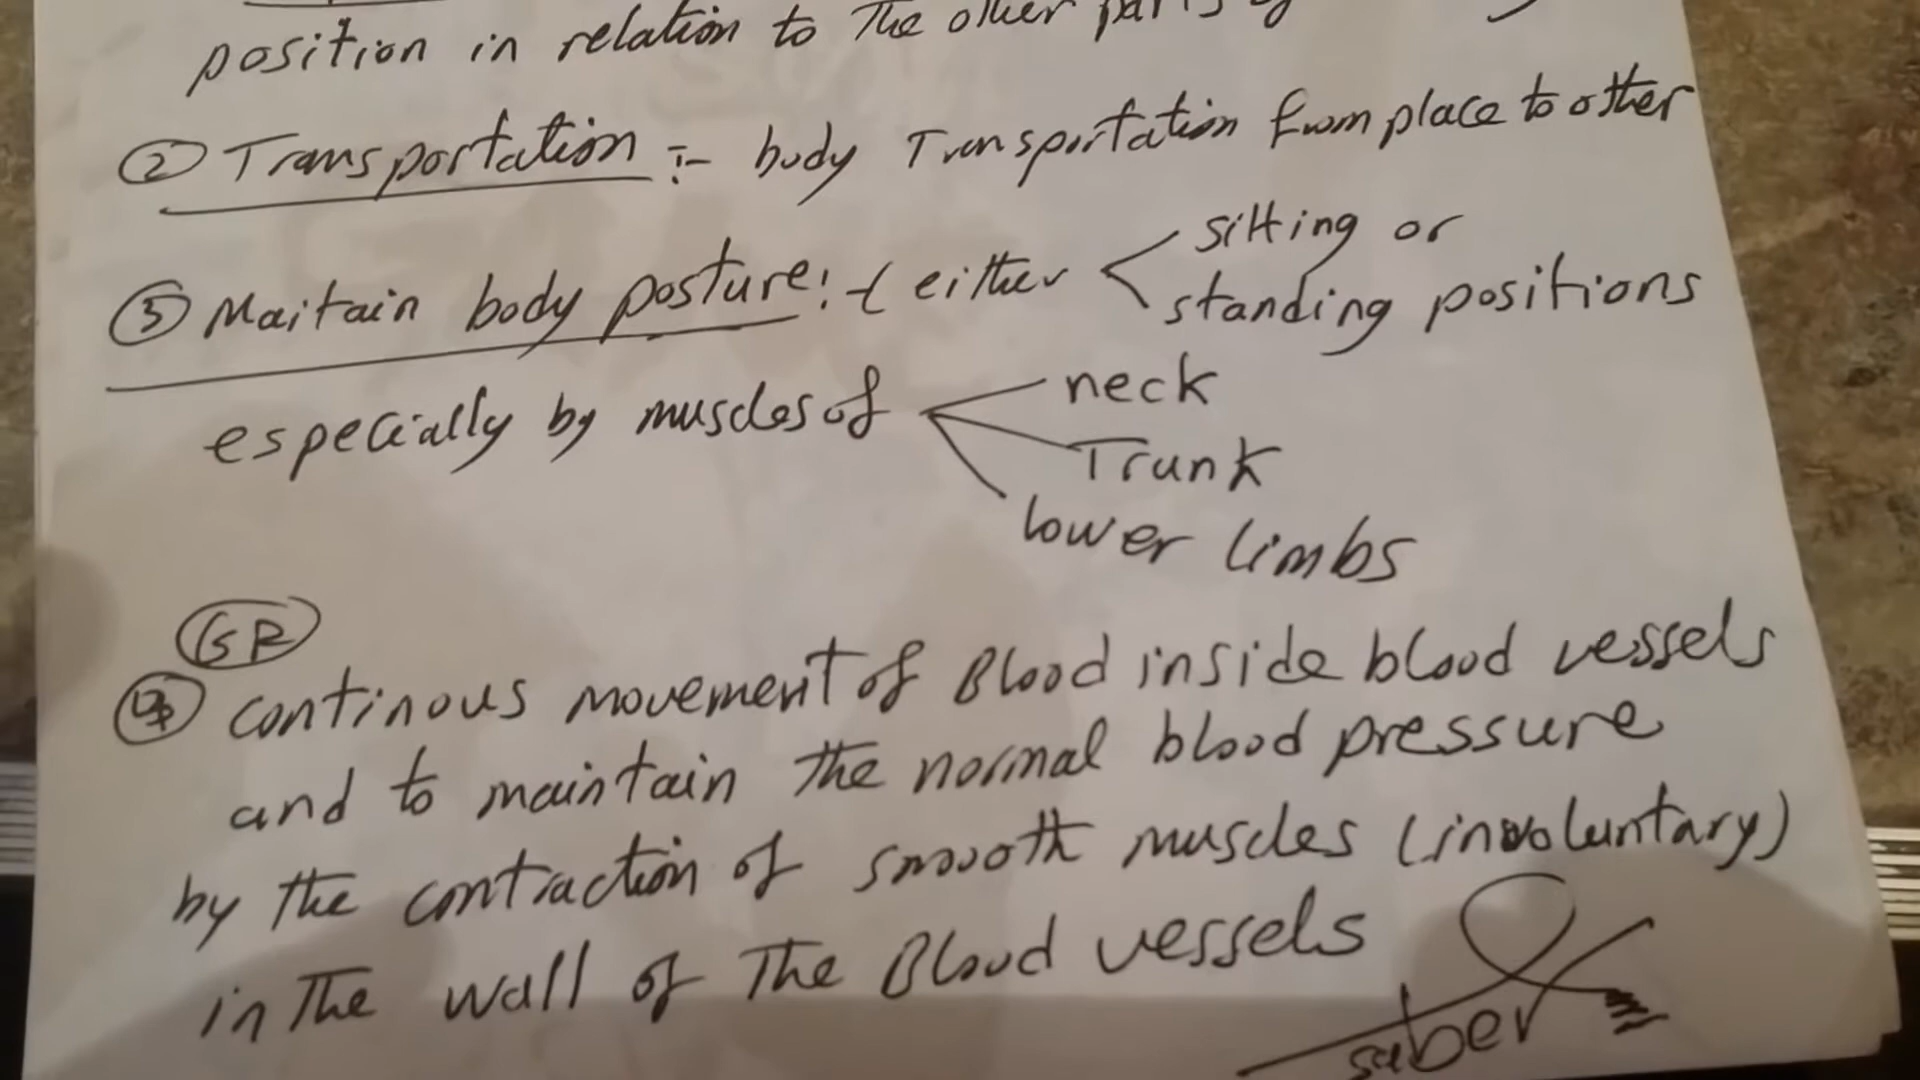 position in relation to The other parts of
② Transportation :- body Transportation from place to other
③ Maitain body posture :- ( either sitting or
standing positions
especially by muscles of neck
Trunk
lower limbs
GR
④ continous movement of Blood inside blood vessels
and to maintain the normal blood pressure
by the contraction of smooth muscles (involuntary)
in The wall of The Blood vessels
saber